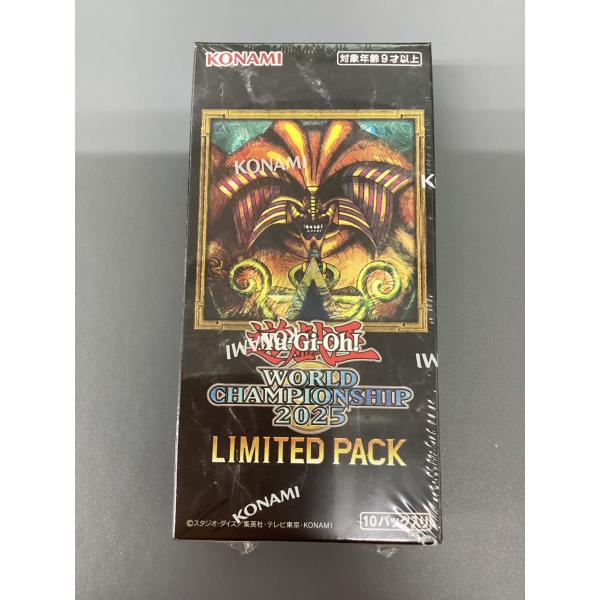 KONAMI
対象年齢9才以上
KONAMI
KONAMI
遊戯王
Yu-Gi-Oh!
WORLD
CHAMPIONSHIP
2025
LIMITED PACK
KONAMI
©スタジオ・ダイス/集英社・テレビ東京・KONAMI
10パック入り